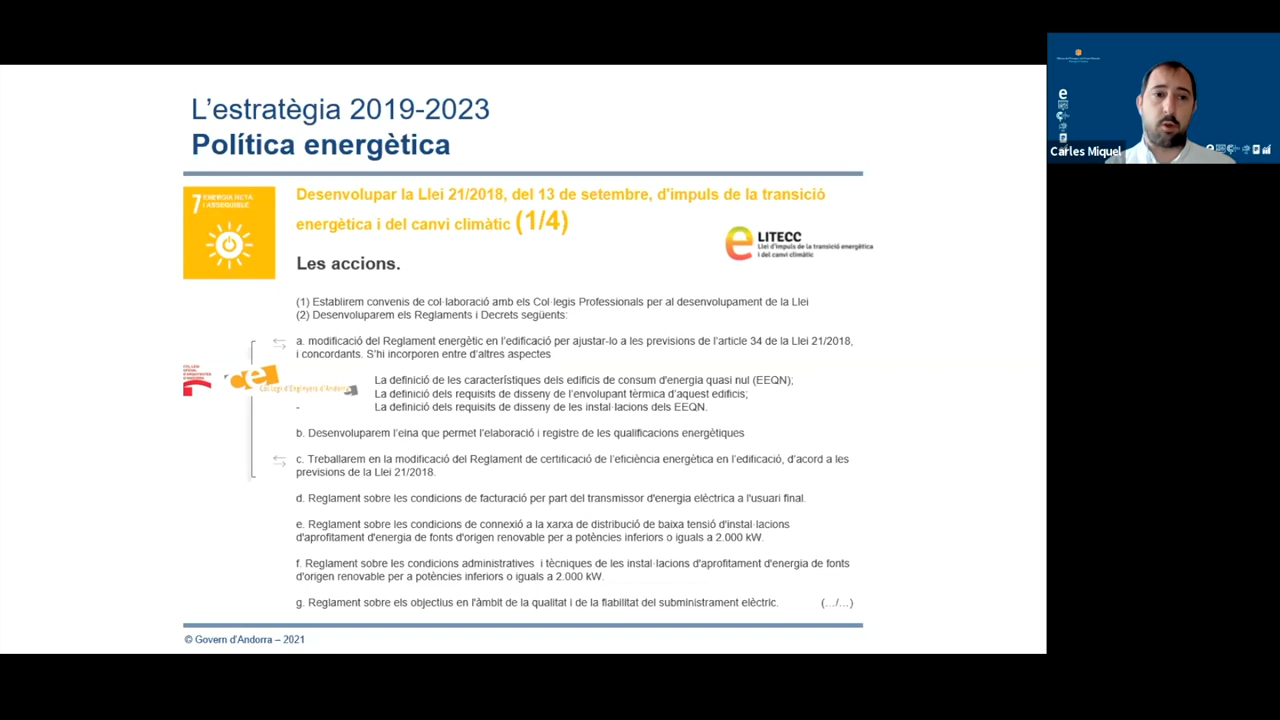 L'estratègia 2019-2023
Política energètica
7 ENERGIA NETA
I ASSEQUIBLE
Desenvolupar la Llei 21/2018, del 13 de setembre, d'impuls de la transició
energètica i del canvi climàtic (1/4)
LITECC
Llei d'impuls de la transició energètica
i del canvi climàtic
Les accions.
(1) Establirem convenis de col·laboració amb els Col·legis Professionals per al desenvolupament de la Llei
(2) Desenvoluparem els Reglaments i Decrets següents:
a. modificació del Reglament energètic en l'edificació per ajustar-lo a les previsions de l'article 34 de la Llei 21/2018,
i concordants. S'hi incorporen entre d'altres aspectes
COL·LEGI
OFICIAL
D'ARQUITECTES
D'ANDORRA
ce
Col·legi d'Enginyers d'Andorra
La definició de les característiques dels edificis de consum d'energia quasi nul (EEQN);
La definició dels requisits de disseny de l'envolupant tèrmica d'aquest edificis;
- La definició dels requisits de disseny de les instal·lacions dels EEQN.
b. Desenvoluparem l'eina que permet l'elaboració i registre de les qualificacions energètiques
c. Treballarem en la modificació del Reglament de certificació de l'eficiència energètica en l'edificació, d'acord a les
previsions de la Llei 21/2018.
d. Reglament sobre les condicions de facturació per part del transmissor d'energia elèctrica a l'usuari final.
e. Reglament sobre les condicions de connexió a la xarxa de distribució de baixa tensió d'instal·lacions
d'aprofitament d'energia de fonts d'origen renovable per a potències inferiors o iguals a 2.000 kW.
f. Reglament sobre les condicions administratives i tècniques de les instal·lacions d'aprofitament d'energia de fonts
d'origen renovable per a potències inferiors o iguals a 2.000 kW.
g. Reglament sobre els objectius en l'àmbit de la qualitat i de la fiabilitat del subministrament elèctric. (…/…)
© Govern d'Andorra – 2021
Carles Miquel